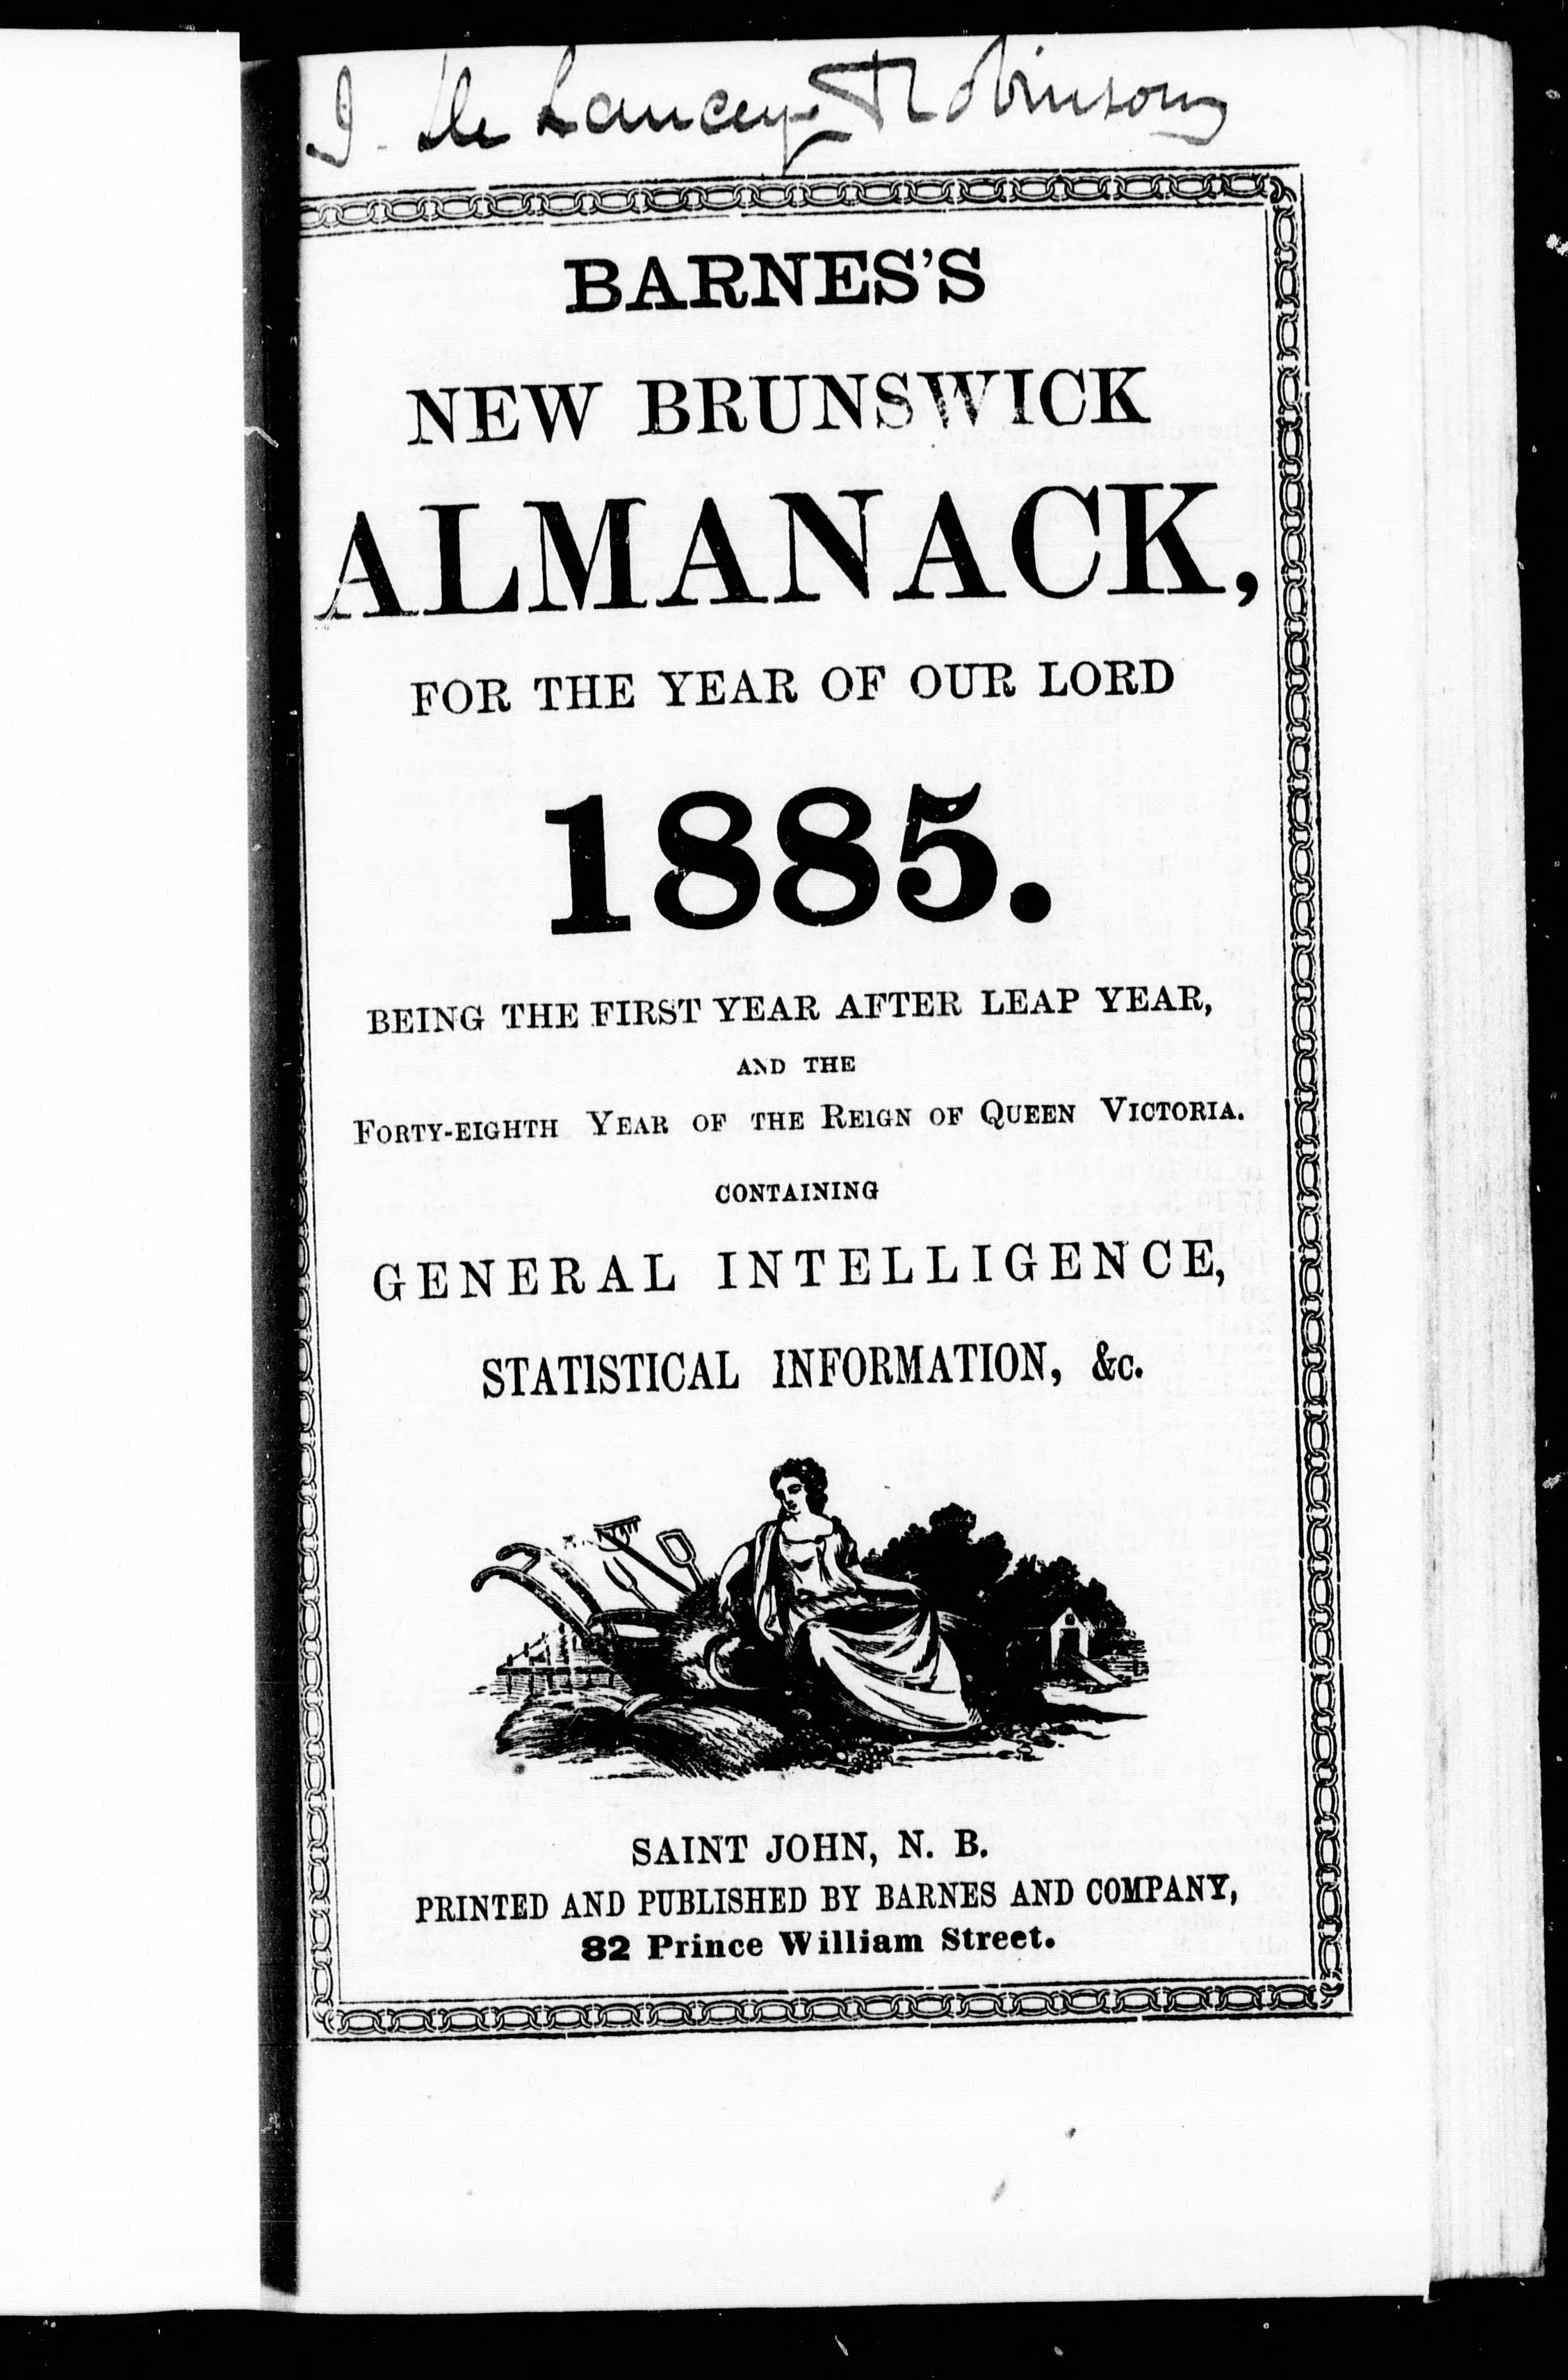 J. De Lancey Robinson
BARNES'S
NEW BRUNSWICK
ALMANACK,
FOR THE YEAR OF OUR LORD
1885.
BEING THE FIRST YEAR AFTER LEAP YEAR,
AND THE
FORTY-EIGHTH YEAR OF THE REIGN OF QUEEN VICTORIA.
CONTAINING
GENERAL INTELLIGENCE,
STATISTICAL INFORMATION, &c.
SAINT JOHN, N. B.
PRINTED AND PUBLISHED BY BARNES AND COMPANY,
82 Prince William Street.